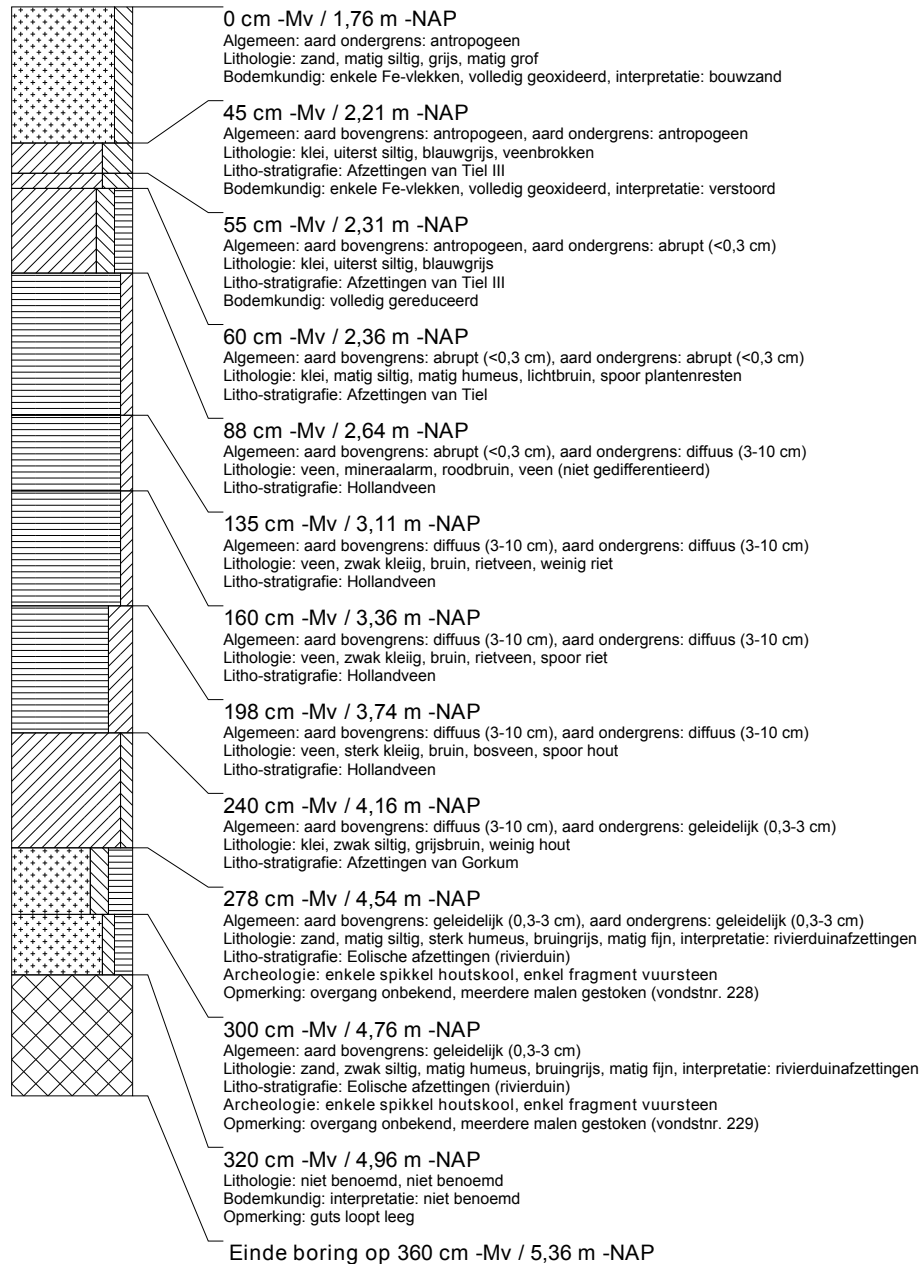 0 cm -Mv / 1,76 m -NAP
Algemeen: aard ondergrens: antropogeen
Lithologie: zand, matig siltig, grijs, matig grof
Bodemkundig: enkele Fe-vlekken, volledig geoxideerd, interpretatie: bouwzand
45 cm -Mv / 2,21 m -NAP
Algemeen: aard bovengrens: antropogeen, aard ondergrens: antropogeen
Lithologie: klei, uiterst siltig, blauwgrijs, veenbrokken
Litho-stratigrafie: Afzettingen van Tiel III
Bodemkundig: enkele Fe-vlekken, volledig geoxideerd, interpretatie: verstoord
55 cm -Mv / 2,31 m -NAP
Algemeen: aard bovengrens: antropogeen, aard ondergrens: abrupt (<0,3 cm)
Lithologie: klei, uiterst siltig, blauwgrijs
Litho-stratigrafie: Afzettingen van Tiel III
Bodemkundig: volledig gereduceerd
60 cm -Mv / 2,36 m -NAP
Algemeen: aard bovengrens: abrupt (<0,3 cm), aard ondergrens: abrupt (<0,3 cm)
Lithologie: klei, matig siltig, matig humeus, lichtbruin, spoor plantenresten
Litho-stratigrafie: Afzettingen van Tiel
88 cm -Mv / 2,64 m -NAP
Algemeen: aard bovengrens: abrupt (<0,3 cm), aard ondergrens: diffuus (3-10 cm)
Lithologie: veen, mineraalarm, roodbruin, veen (niet gedifferentieerd)
Litho-stratigrafie: Hollandveen
135 cm -Mv / 3,11 m -NAP
Algemeen: aard bovengrens: diffuus (3-10 cm), aard ondergrens: diffuus (3-10 cm)
Lithologie: veen, zwak kleiig, bruin, rietveen, weinig riet
Litho-stratigrafie: Hollandveen
160 cm -Mv / 3,36 m -NAP
Algemeen: aard bovengrens: diffuus (3-10 cm), aard ondergrens: diffuus (3-10 cm)
Lithologie: veen, zwak kleiig, bruin, rietveen, spoor riet
Litho-stratigrafie: Hollandveen
198 cm -Mv / 3,74 m -NAP
Algemeen: aard bovengrens: diffuus (3-10 cm), aard ondergrens: diffuus (3-10 cm)
Lithologie: veen, sterk kleiig, bruin, bosveen, spoor hout
Litho-stratigrafie: Hollandveen
240 cm -Mv / 4,16 m -NAP
Algemeen: aard bovengrens: diffuus (3-10 cm), aard ondergrens: geleidelijk (0,3-3 cm)
Lithologie: klei, zwak siltig, grijsbruin, weinig hout
Litho-stratigrafie: Afzettingen van Gorkum
278 cm -Mv / 4,54 m -NAP
Algemeen: aard bovengrens: geleidelijk (0,3-3 cm), aard ondergrens: geleidelijk (0,3-3 cm)
Lithologie: zand, matig siltig, sterk humeus, bruingrijs, matig fijn, interpretatie: rivierduinafzettingen
Litho-stratigrafie: Eolische afzettingen (rivierduin)
Archeologie: enkele spikkel houtskool, enkel fragment vuursteen
Opmerking: overgang onbekend, meerdere malen gestoken (vondstnr. 228)
300 cm -Mv / 4,76 m -NAP
Algemeen: aard bovengrens: geleidelijk (0,3-3 cm)
Lithologie: zand, zwak siltig, matig humeus, bruingrijs, matig fijn, interpretatie: rivierduinafzettingen
Litho-stratigrafie: Eolische afzettingen (rivierduin)
Archeologie: enkele spikkel houtskool, enkel fragment vuursteen
Opmerking: overgang onbekend, meerdere malen gestoken (vondstnr. 229)
320 cm -Mv / 4,96 m -NAP
Lithologie: niet benoemd, niet benoemd
Bodemkundig: interpretatie: niet benoemd
Opmerking: guts loopt leeg
Einde boring op 360 cm -Mv / 5,36 m -NAP